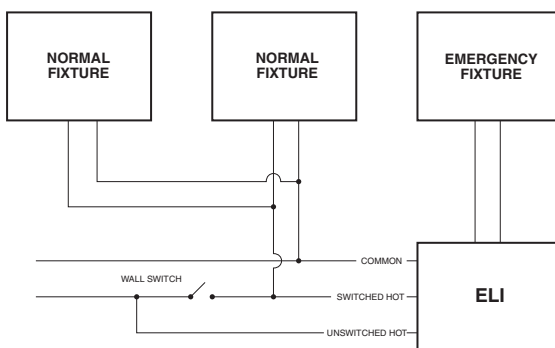 NORMAL
FIXTURE
NORMAL
FIXTURE
EMERGENCY
FIXTURE
COMMON
WALL SWITCH
SWITCHED HOT
ELI
UNSWITCHED HOT